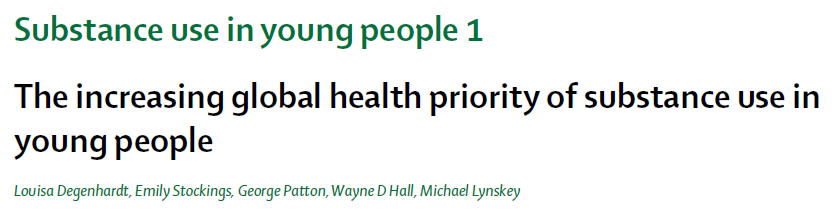 Substance use in young people 1
The increasing global health priority of substance use in
young people
Louisa Degenhardt, Emily Stockings, George Patton, Wayne D Hall, Michael Lynskey